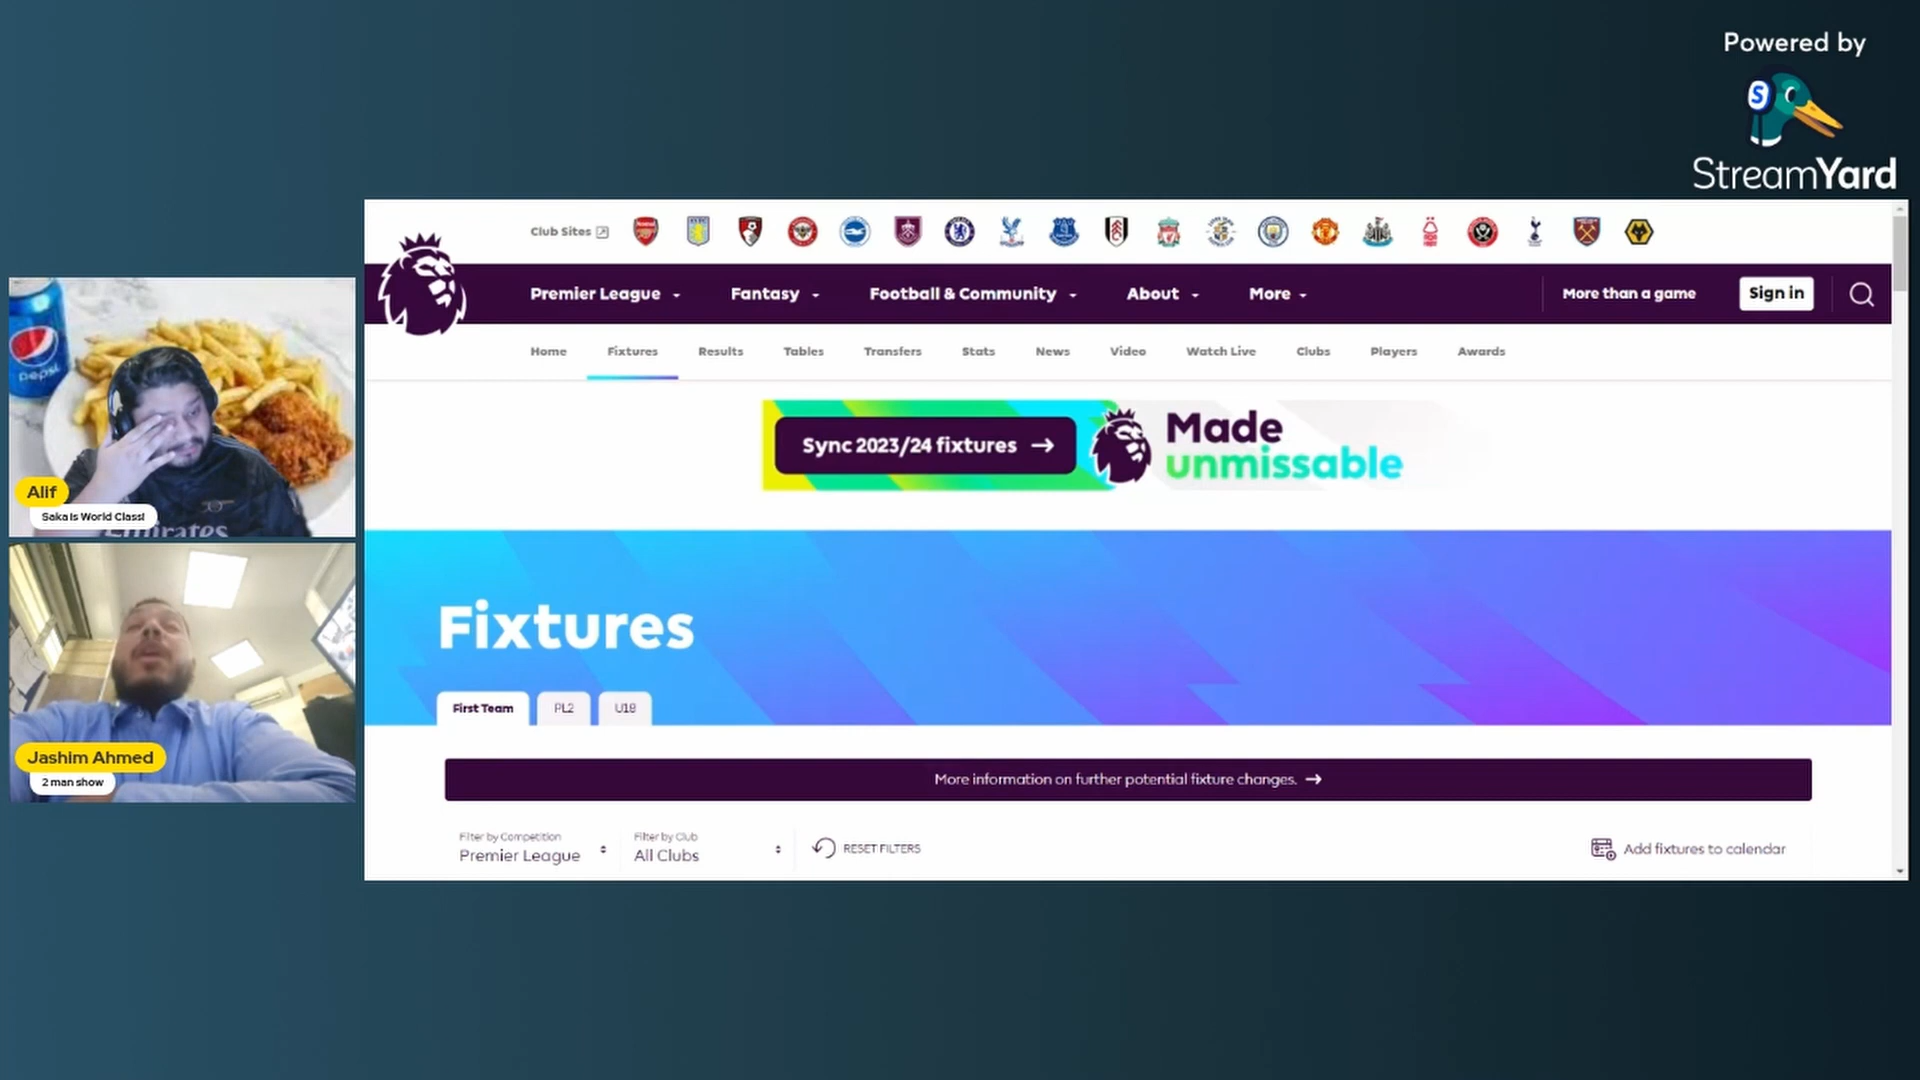 Powered by
StreamYard
Club Sites
Premier League
Fantasy
Football & Community
About
More
More than a game
Sign in
Home
Fixtures
Results
Tables
Transfers
Stats
News
Video
Watch Live
Clubs
Players
Awards
Sync 2023/24 fixtures →
Made
unmissable
Fixtures
First Team
PL2
U18
More information on further potential fixture changes. →
Filter by Competition
Premier League
Filter by Club
All Clubs
RESET FILTERS
Add fixtures to calendar
pepsi
Alif
Saka is World Class!
Emirates
Jashim Ahmed
2 man show